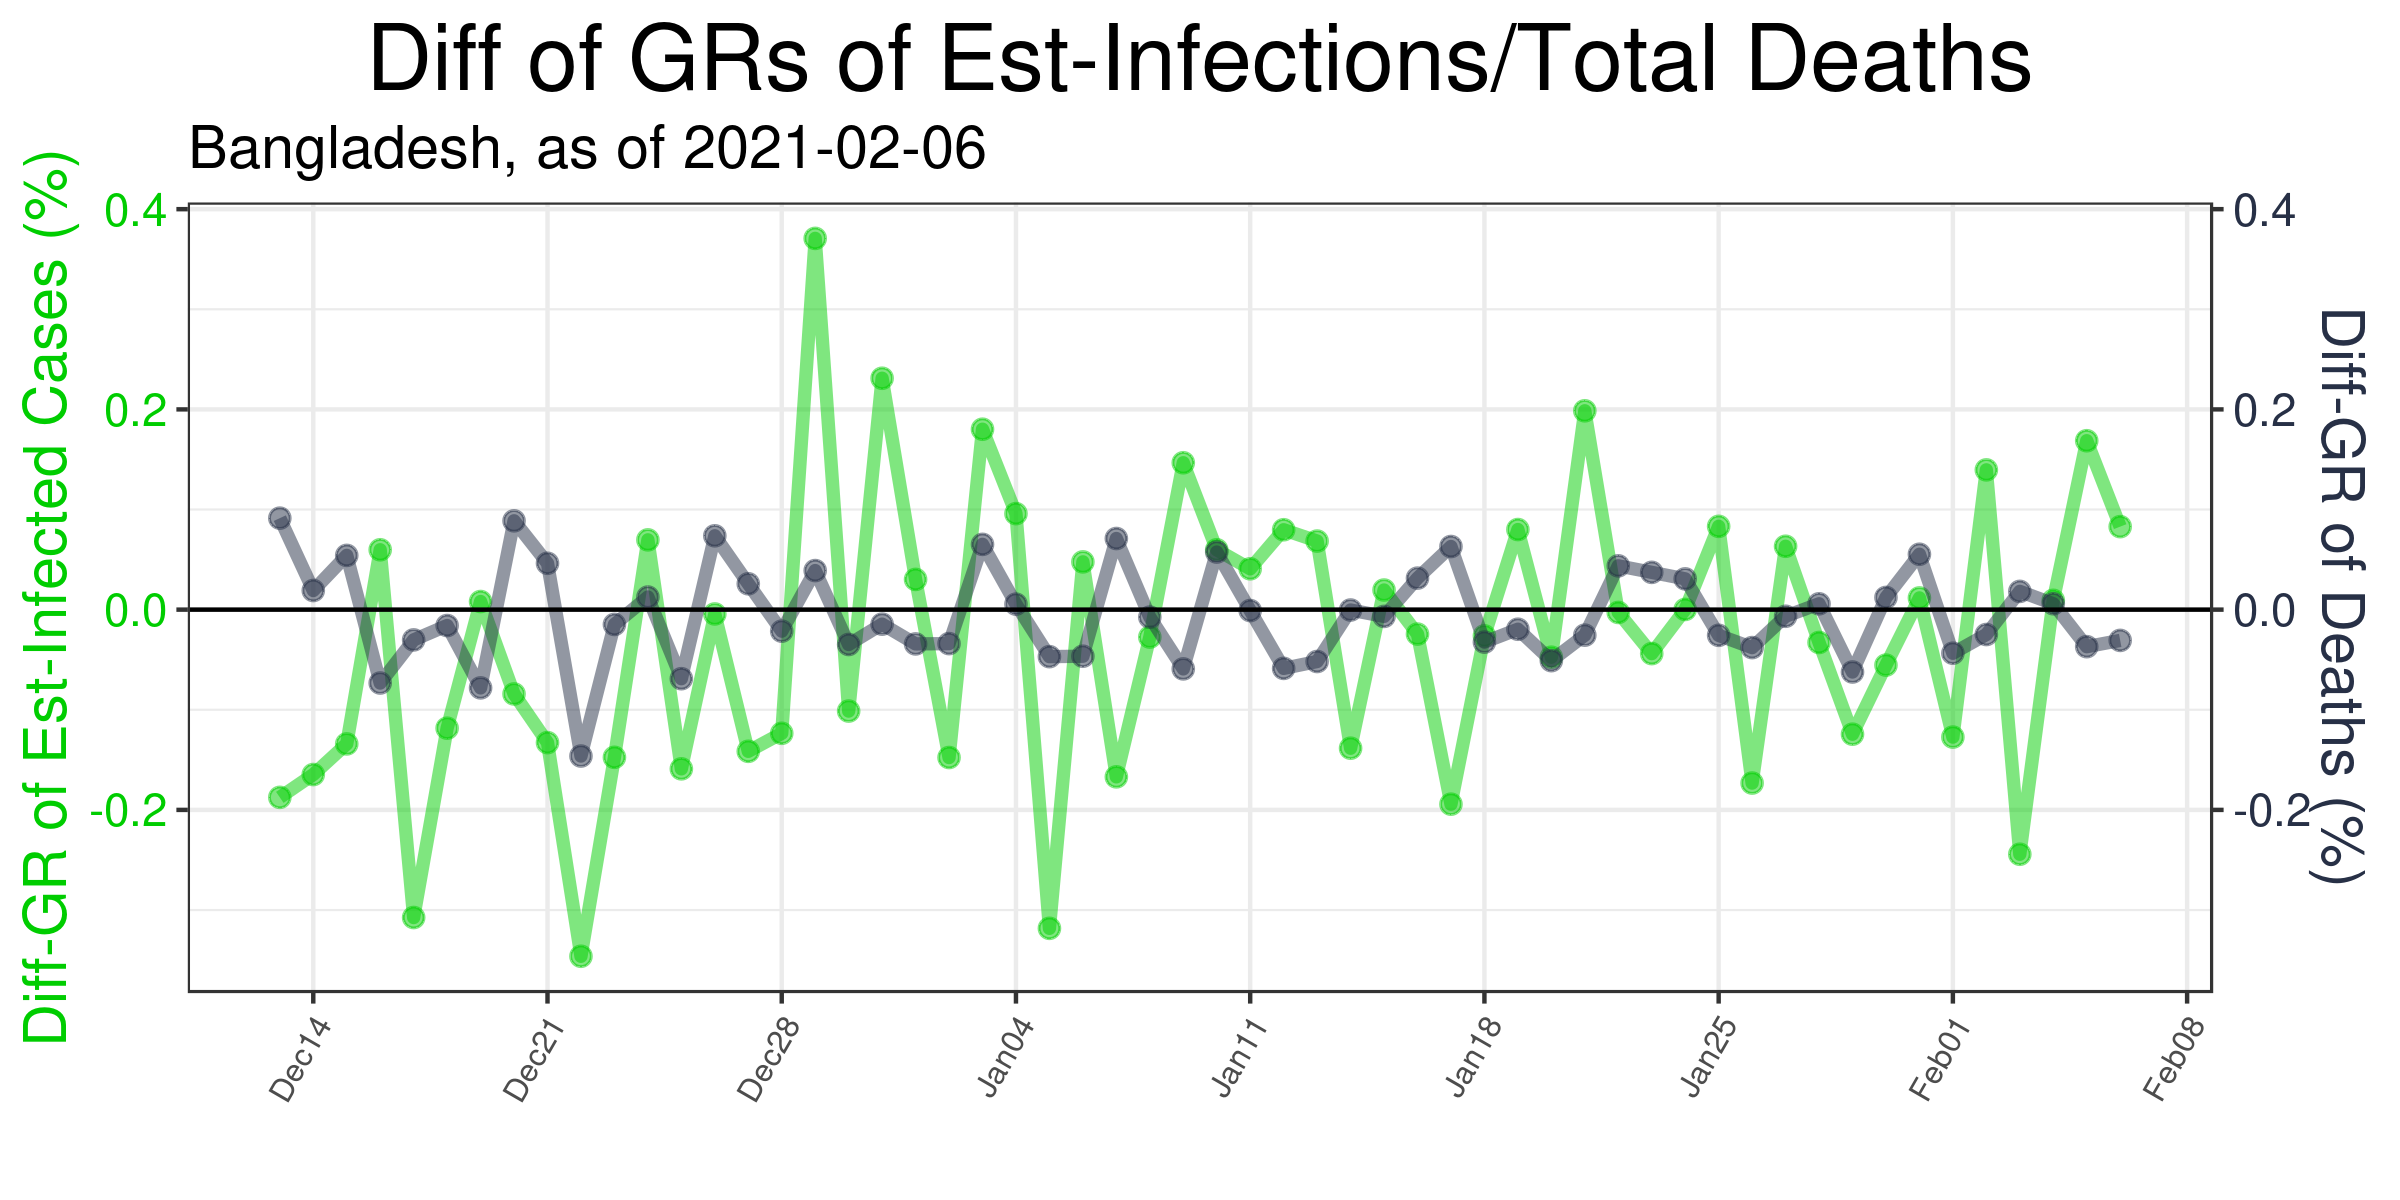 Diff of GRs of Est-Infections/Total Deaths
Bangladesh, as of 2021-02-06
Diff-GR of Est-Infected Cases (%)
0.4
0.2
0.0
-0.2
0.4
0.2
0.0
-0.2
Diff-GR of Deaths (%)
Dec14
Dec21
Dec28
Jan04
Jan11
Jan18
Jan25
Feb01
Feb08